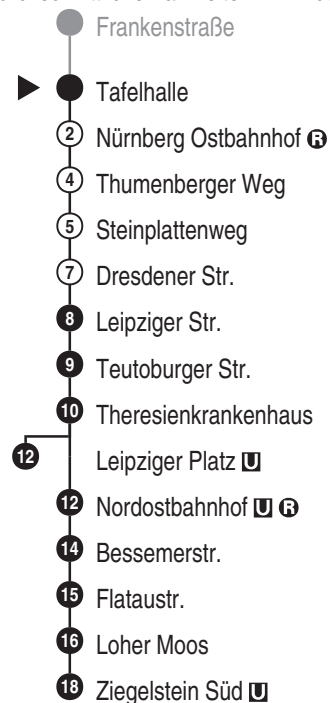 Frankenstraße
Tafelhalle
2 Nürnberg Ostbahnhof R
4 Thumenberger Weg
5 Steinplattenweg
7 Dresdener Str.
8 Leipziger Str.
9 Teutoburger Str.
10 Theresienkrankenhaus
12 Leipziger Platz U
12 Nordostbahnhof U R
14 Bessemerstr.
15 Flataustr.
16 Loher Moos
18 Ziegelstein Süd U